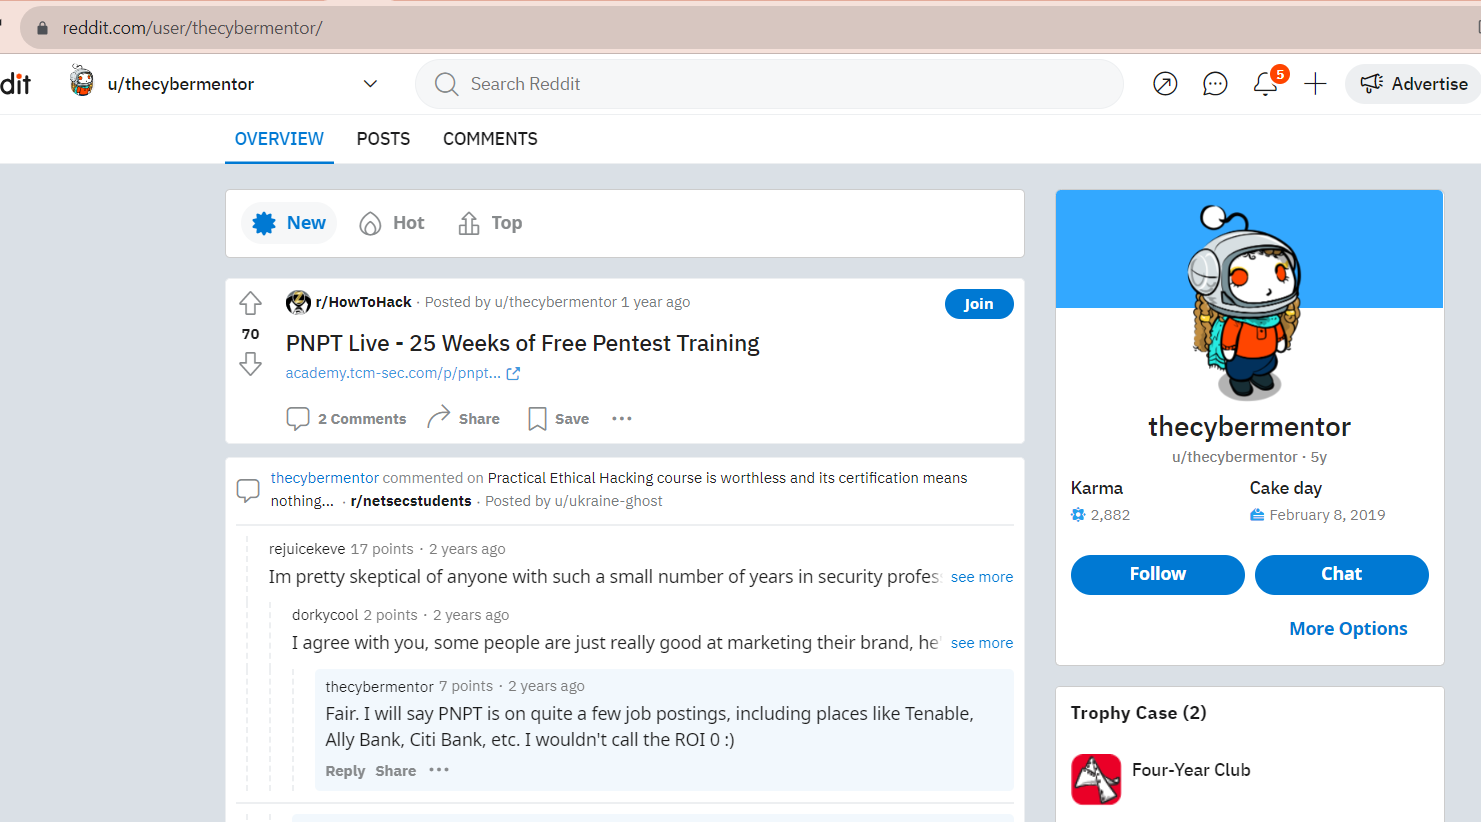 reddit.com/user/thecybermentor/
dit
u/thecybermentor
Search Reddit
5
Advertise
OVERVIEW POSTS COMMENTS
New Hot Top
70
r/HowToHack · Posted by u/thecybermentor 1 year ago
Join
PNPT Live - 25 Weeks of Free Pentest Training
academy.tcm-sec.com/p/pnpt...
2 Comments Share Save ...
thecybermentor commented on Practical Ethical Hacking course is worthless and its certification means
nothing... · r/netsecstudents · Posted by u/ukraine-ghost
rejuicekeve 17 points · 2 years ago
Im pretty skeptical of anyone with such a small number of years in security profes see more
dorkycool 2 points · 2 years ago
I agree with you, some people are just really good at marketing their brand, he' see more
thecybermentor 7 points · 2 years ago
Fair. I will say PNPT is on quite a few job postings, including places like Tenable,
Ally Bank, Citi Bank, etc. I wouldn't call the ROI 0 :)
Reply Share ...
thecybermentor
u/thecybermentor · 5y
Karma Cake day
2,882 February 8, 2019
Follow Chat
More Options
Trophy Case (2)
Four-Year Club